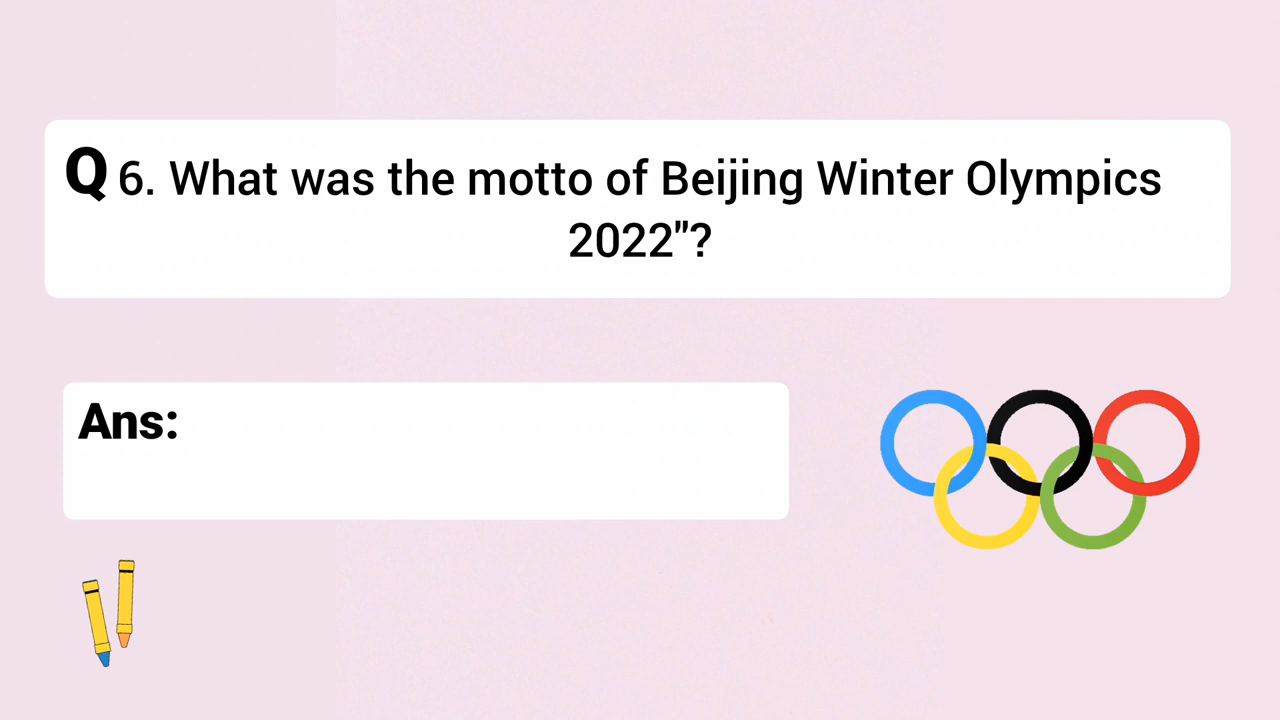 Q 6. What was the motto of Beijing Winter Olympics
2022"?
Ans: